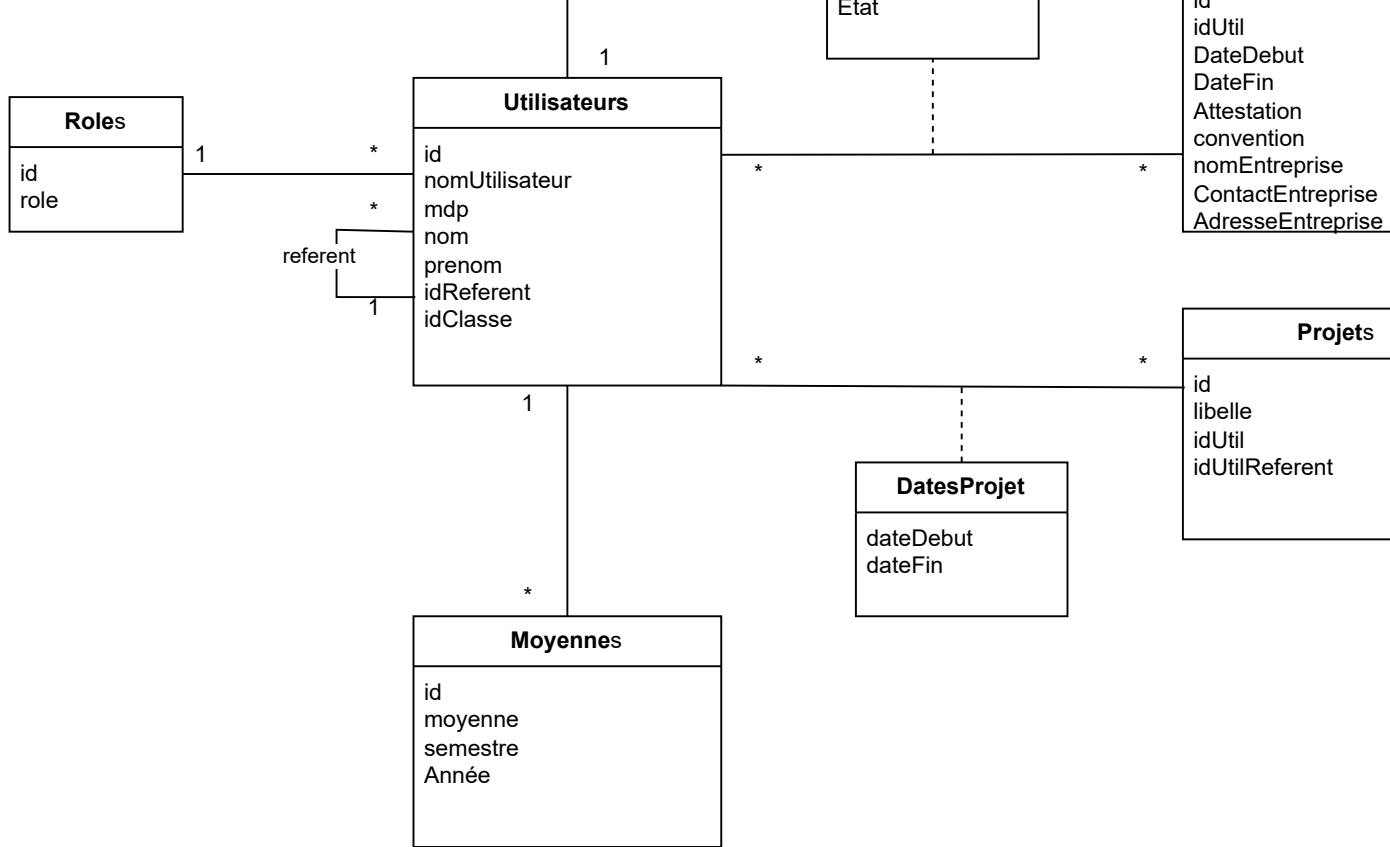 Etat
id
idUtil
DateDebut
DateFin
Attestation
convention
nomEntreprise
ContactEntreprise
AdresseEntreprise
1
Roles
id
role
1
*
Utilisateurs
id
nomUtilisateur
mdp
nom
prenom
idReferent
idClasse
*
referent
1
*
*
*
*
Projets
id
libelle
idUtil
idUtilReferent
DatesProjet
dateDebut
dateFin
1
*
Moyennes
id
moyenne
semestre
Année